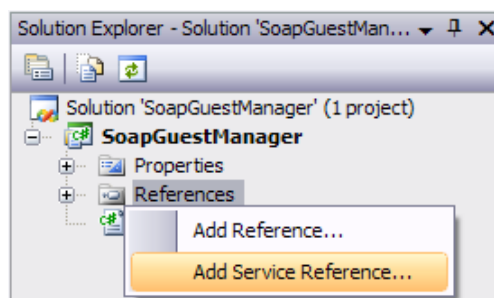 Solution Explorer - Solution 'SoapGuestMan...
Solution 'SoapGuestManager' (1 project)
SoapGuestManager
Properties
References
Add Reference...
Add Service Reference...